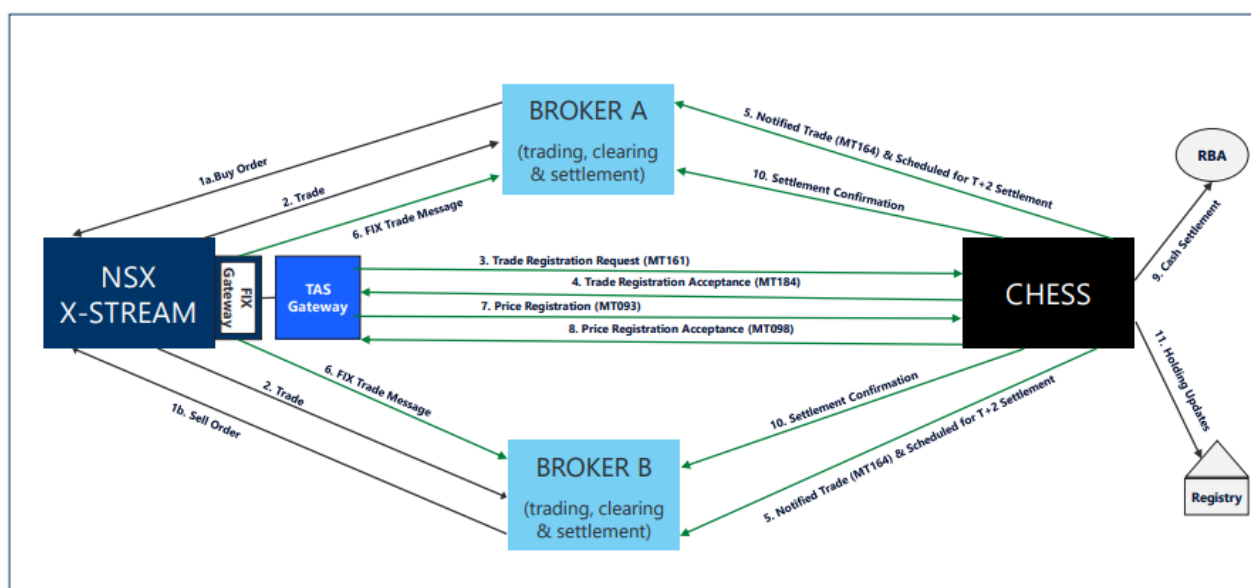 BROKER A
(trading, clearing
& settlement)
1a.Buy Order
2. Trade
6. FIX Trade Message
5. Notified Trade (MT164) & Scheduled for T+2 Settlement
10. Settlement Confirmation
RBA
9. Cash Settlement
NSX
X-STREAM
FIX
Gateway
TAS
Gateway
3. Trade Registration Request (MT161)
4. Trade Registration Acceptance (MT184)
7. Price Registration (MT093)
8. Price Registration Acceptance (MT098)
CHESS
11. Holding Updates
Registry
6. FIX Trade Message
2. Trade
1b. Sell Order
10. Settlement Confirmation
5. Notified Trade (MT164) & Scheduled for T+2 Settlement
BROKER B
(trading, clearing
& settlement)